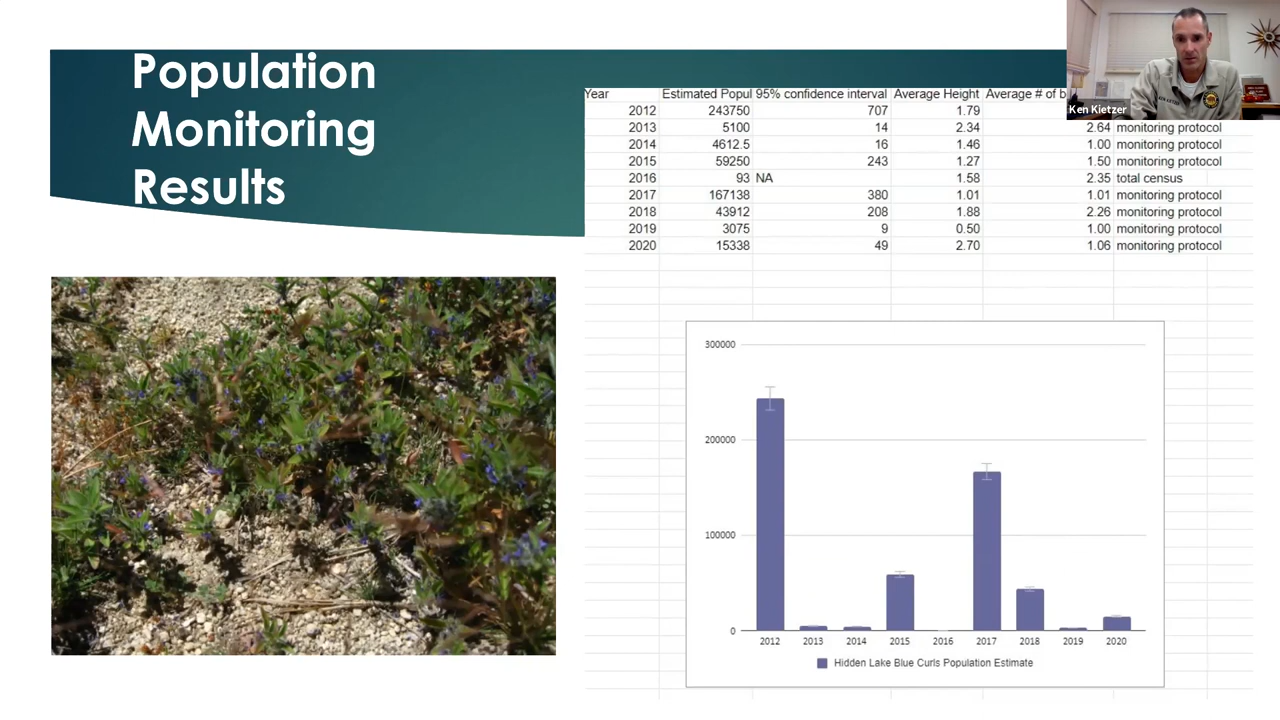 Population
Monitoring
Results
Ken Kietzer
Year Estimated Popul 95% confidence interval Average Height Average # of b
2012 243750 707 1.79
2013 5100 14 2.34 2.64 monitoring protocol
2014 4612.5 16 1.46 1.00 monitoring protocol
2015 59250 243 1.27 1.50 monitoring protocol
2016 93 NA 1.58 2.35 total census
2017 167138 380 1.01 1.01 monitoring protocol
2018 43912 208 1.88 2.26 monitoring protocol
2019 3075 9 0.50 1.00 monitoring protocol
2020 15338 49 2.70 1.06 monitoring protocol
300000
200000
100000
0
2012 2013 2014 2015 2016 2017 2018 2019 2020
Hidden Lake Blue Curls Population Estimate